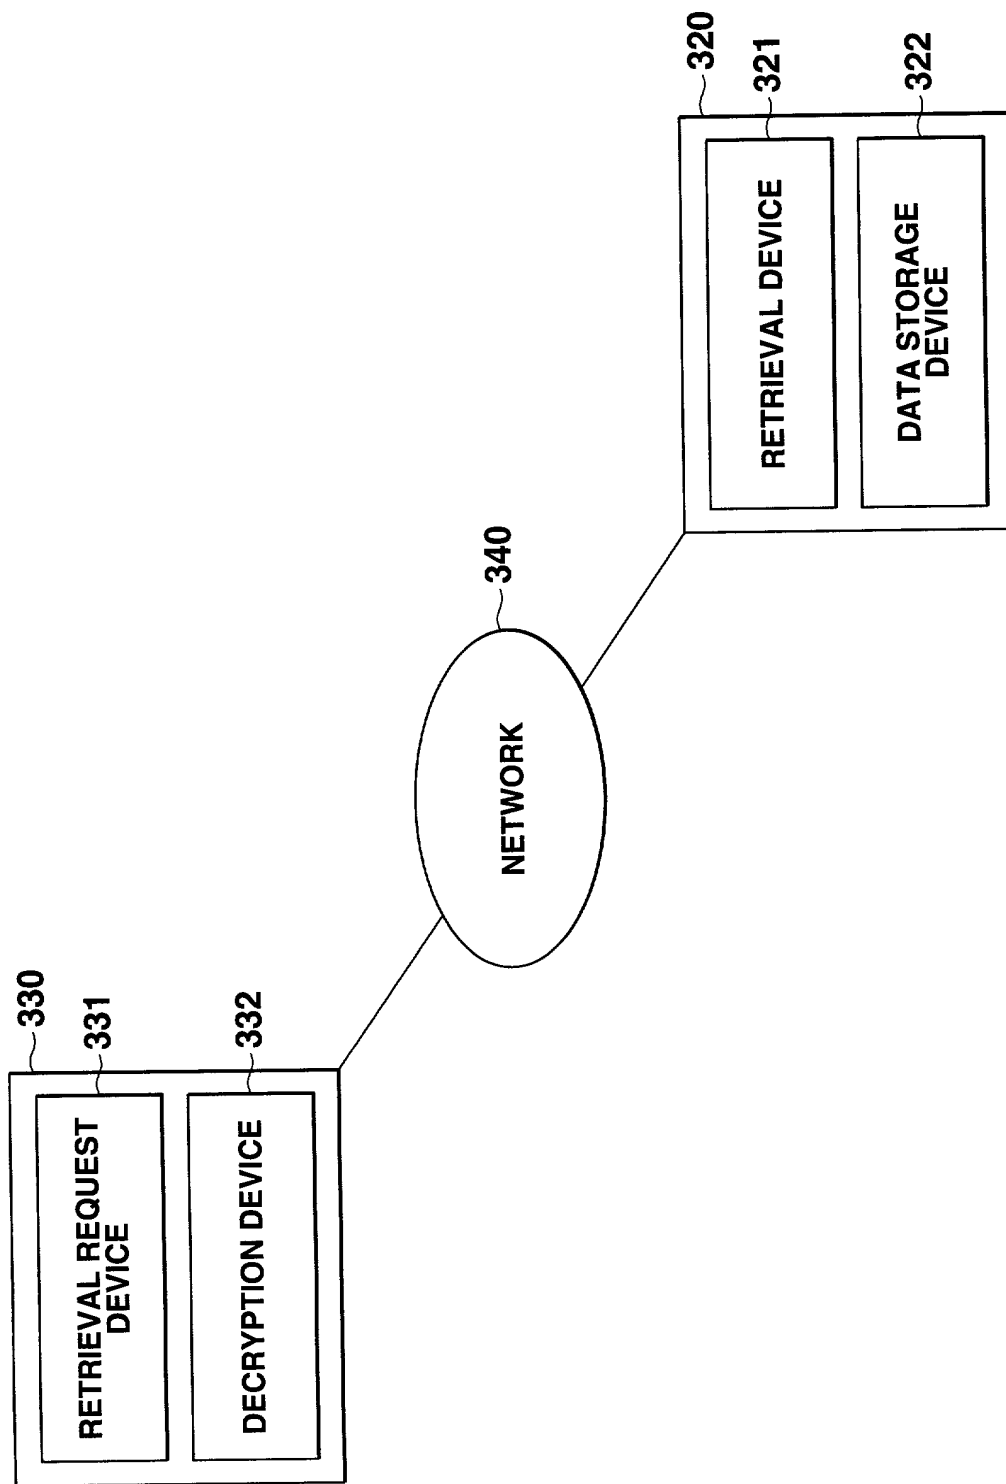 330
331
RETRIEVAL REQUEST
DEVICE
332
DECRYPTION DEVICE
340
NETWORK
320
321
RETRIEVAL DEVICE
322
DATA STORAGE
DEVICE